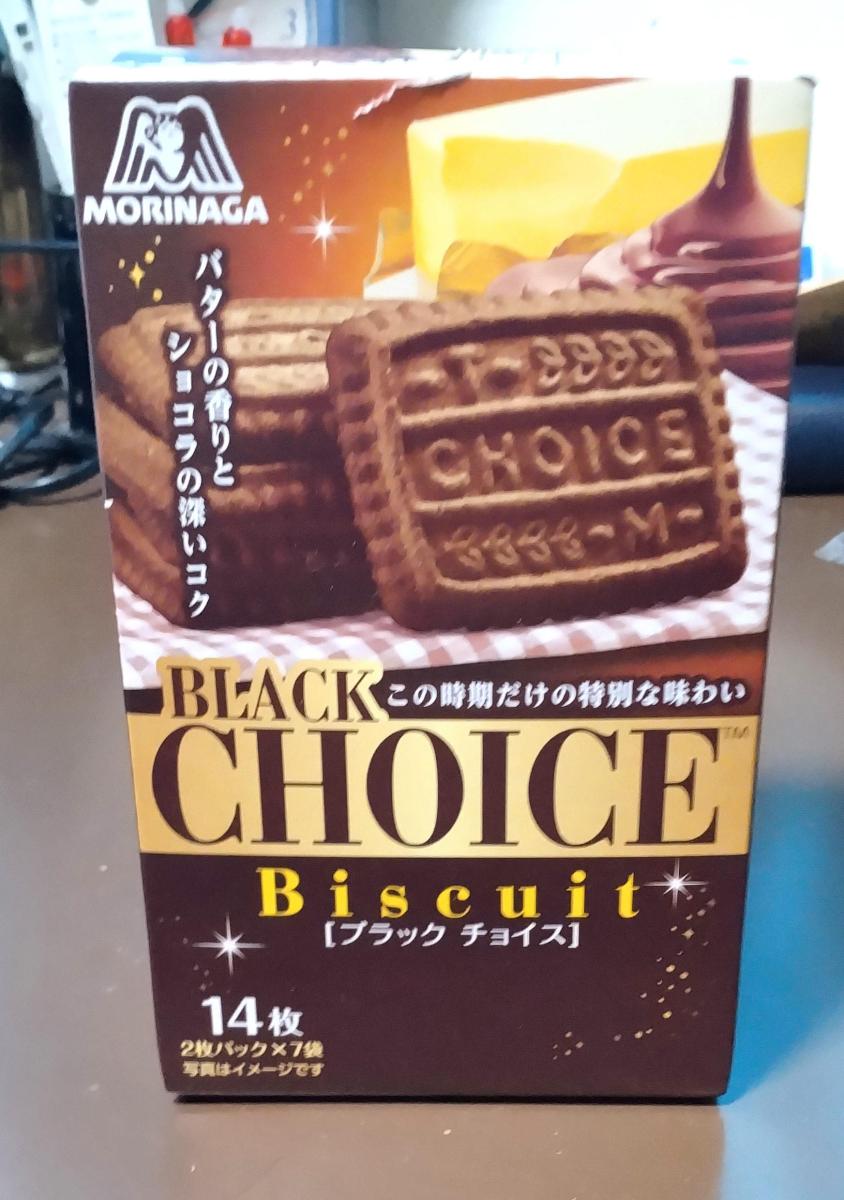 3
MORINAGA
バターの香りと
ショコラの深いコク
T
CHOICE
M
BLACK
この時期だけの特別な味わい
CHOICE™
Biscuit
[ブラック チョイス]
14枚
2枚パック×7袋
写真はイメージです